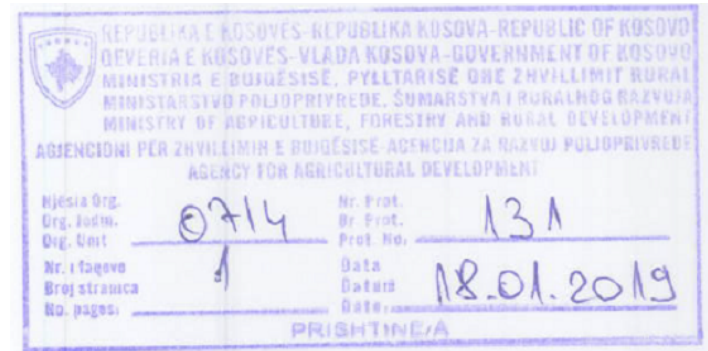 REPUBLIKA E KOSOVËS-REPUBLIKA KOSOVA-REPUBLIC OF KOSOVO
QEVERIA E KOSOVËS-VLADA KOSOVA-GOVERNMENT OF KOSOVO
MINISTRIA E BUJQËSISË, PYLLTARISË DHE ZHVILLIMIT RURAL
MINISTARSTVO POLJOPRIVREDE, ŠUMARSTVA I RURALNOG RAZVOJA
MINISTRY OF AGRICULTURE, FORESTRY AND RURAL DEVELOPMENT
AGJENCIONI PËR ZHVILLIMIN E BUJQËSISË-AGENCIJA ZA RAZVOJ POLJOPRIVREDE
AGENCY FOR AGRICULTURAL DEVELOPMENT
Njësia Org.
Org. Jedin.
Org. Unit 07/4
Nr. Prot.
Br. Prot.
Prot. No. 131
Nr. i faqeve
Broj stranica
No. pages: 1
Data
Datum
Date: 18.01.2019
PRISHTINË/A